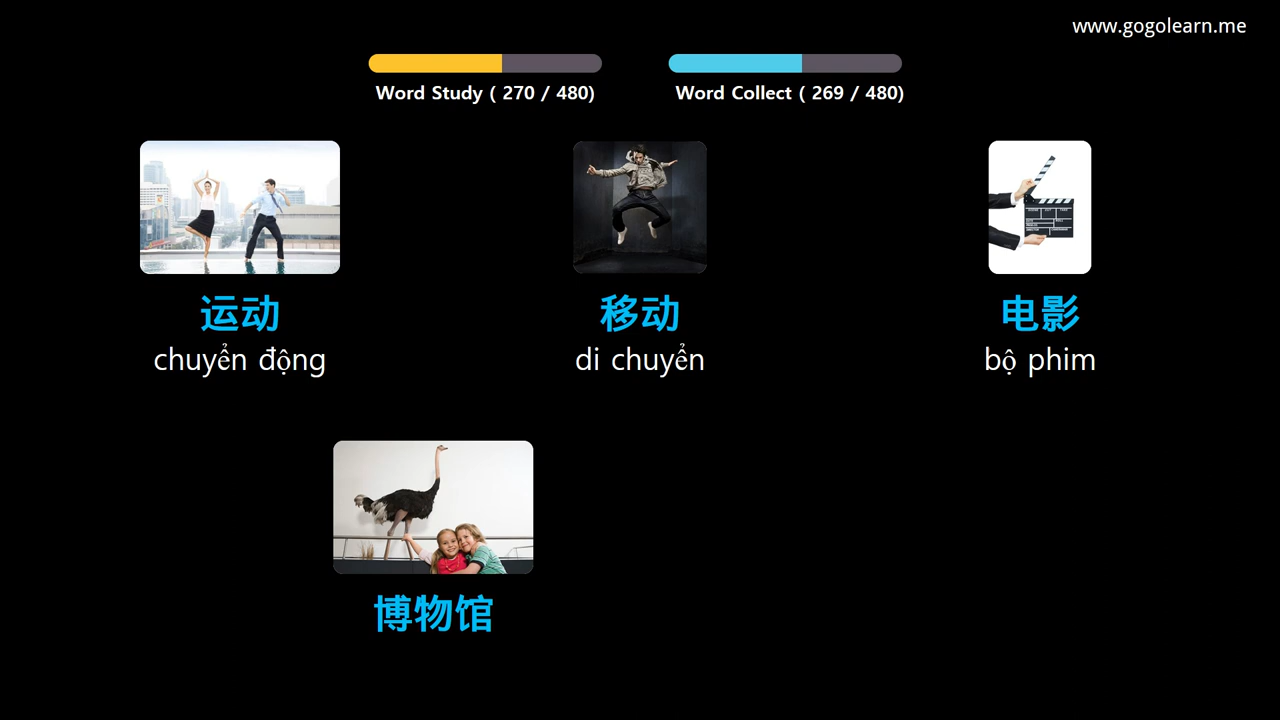 www.gogolearn.me
Word Study ( 270 / 480)
Word Collect ( 269 / 480)
运动
chuyển động
移动
di chuyển
电影
bộ phim
博物馆